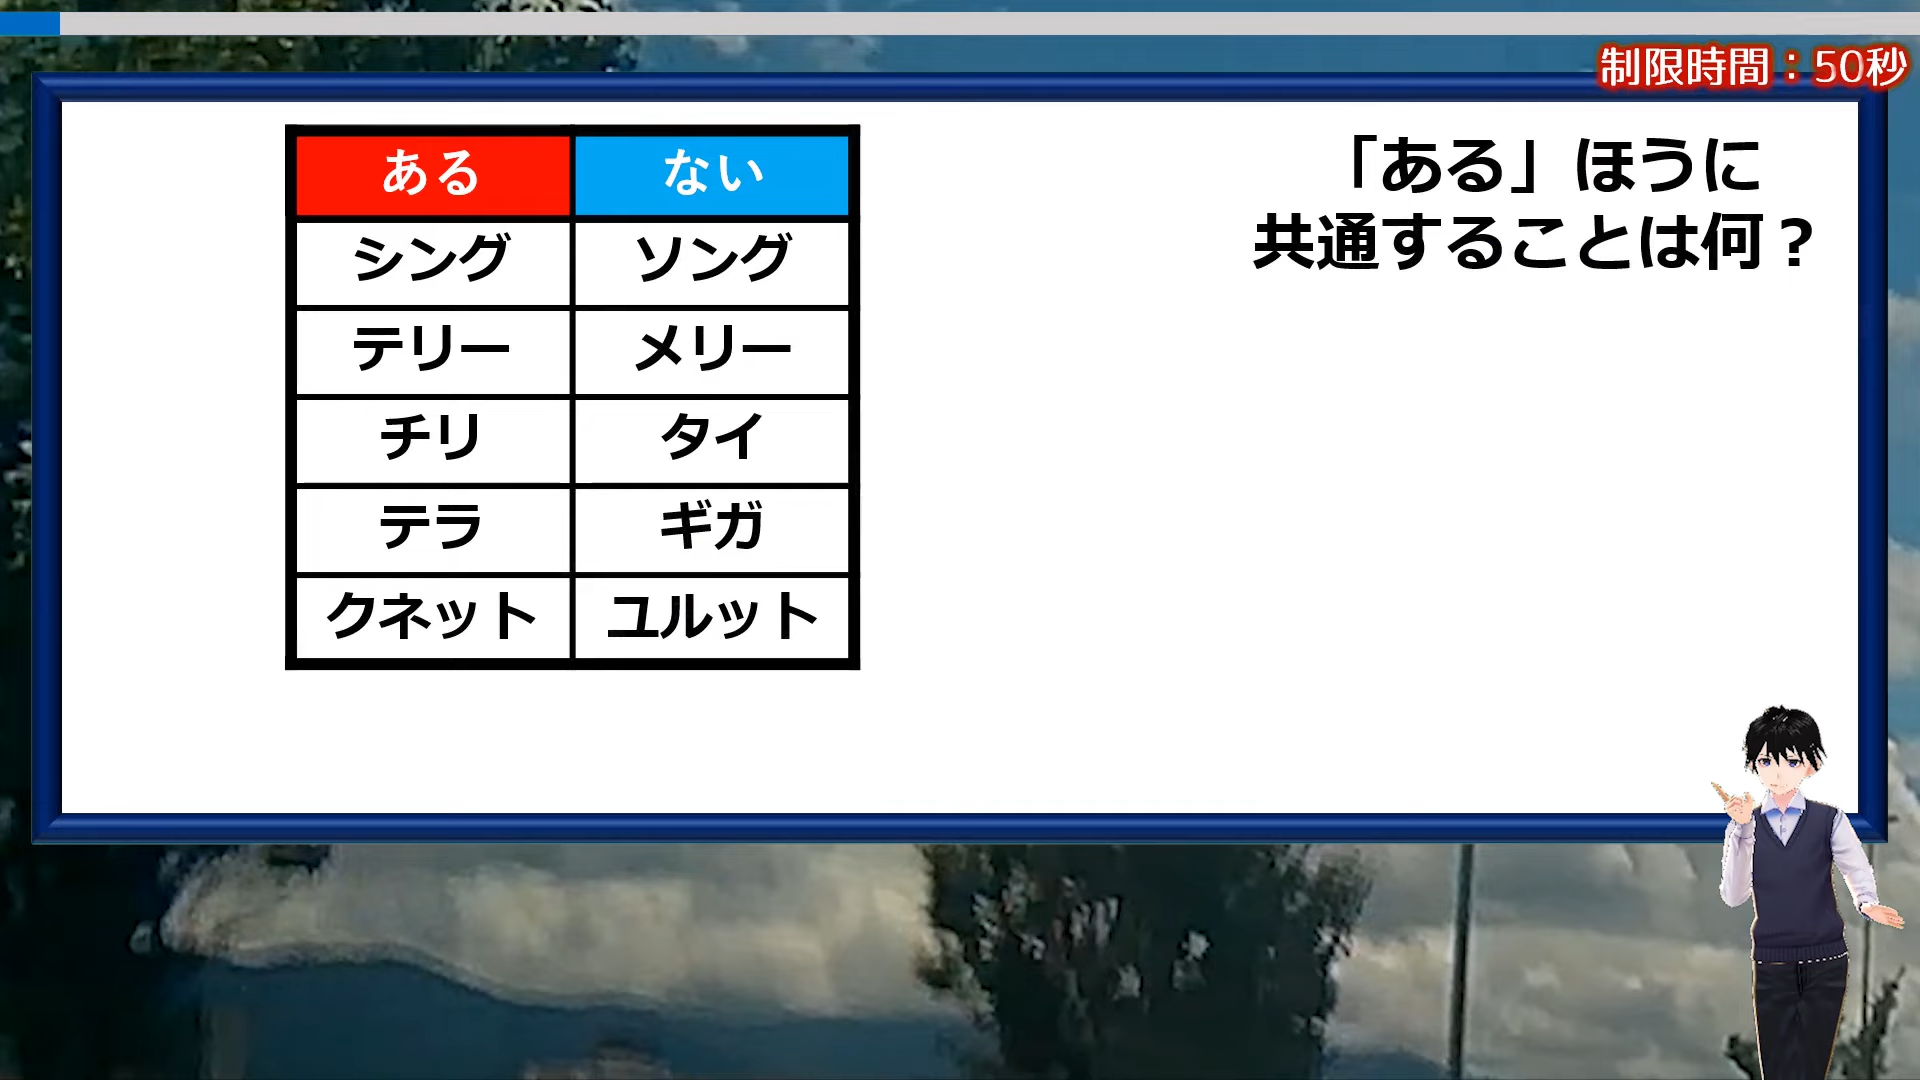 制限時間：50秒
「ある」ほうに
共通することは何？
ある ない
シング ソング
テリー メリー
チリ タイ
テラ ギガ
クネット ユルット